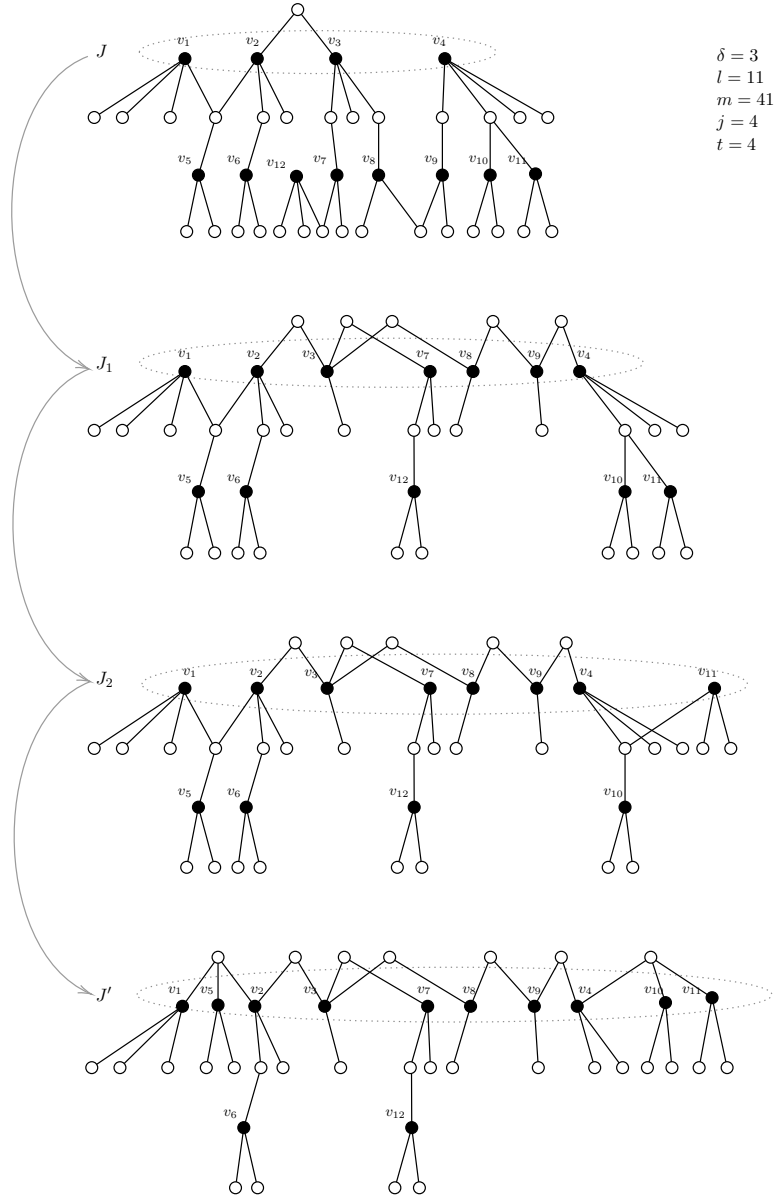 v₁ v₂ v₃ v₄
J
δ = 3
l = 11
m = 41
j = 4
t = 4
v₅ v₆ v₁₂ v₇ v₈ v₉ v₁₀ v₁₁
J₁
v₁ v₂ v₃ v₇ v₈ v₉ v₄
v₅ v₆ v₁₂ v₁₀ v₁₁
J₂
v₁ v₂ v₃ v₇ v₈ v₉ v₄ v₁₁
v₅ v₆ v₁₂ v₁₀
J′
v₁ v₅ v₂ v₃ v₇ v₈ v₉ v₄ v₁₀ v₁₁
v₆ v₁₂